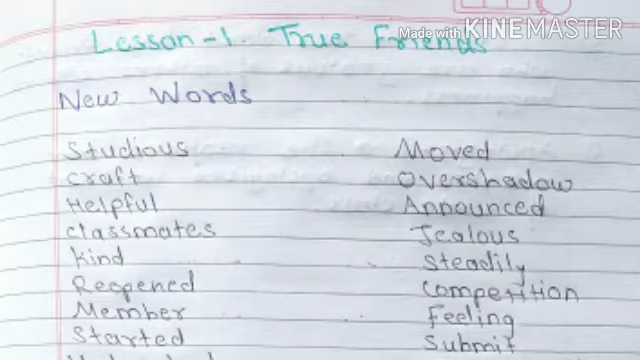 Made with KINEMASTER
Lesson-1. True Friends
New Words
Studious Moved
Craft Overshadow
Helpful Announced
Classmates Jealous
Kind Steadily
Reopened Competition
Member Feeling
Started Submit